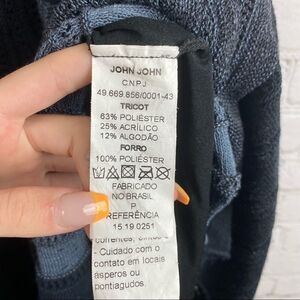 JOHN JOHN
C.N.P.J
49.669.856/0001-43
TRICOT
63% POLIÉSTER
25% ACRÍLICO
12% ALGODÃO
FORRO
100% POLIÉSTER
FABRICADO
NO BRASIL
P
REFERÊNCIA
15.19.0251
correntes,
- Cuidado com o
contato em locais
ásperos ou
pontiagudos.